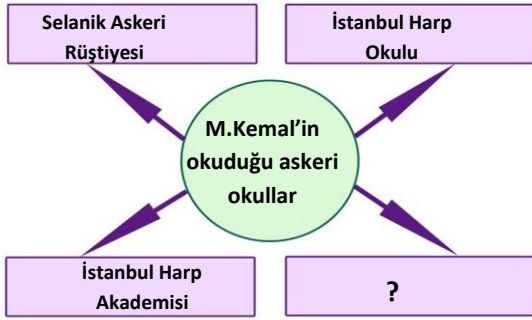 Selanik Askeri
Rüştiyesi
İstanbul Harp
Okulu
M.Kemal’in
okuduğu askeri
okullar
İstanbul Harp
Akademisi
?